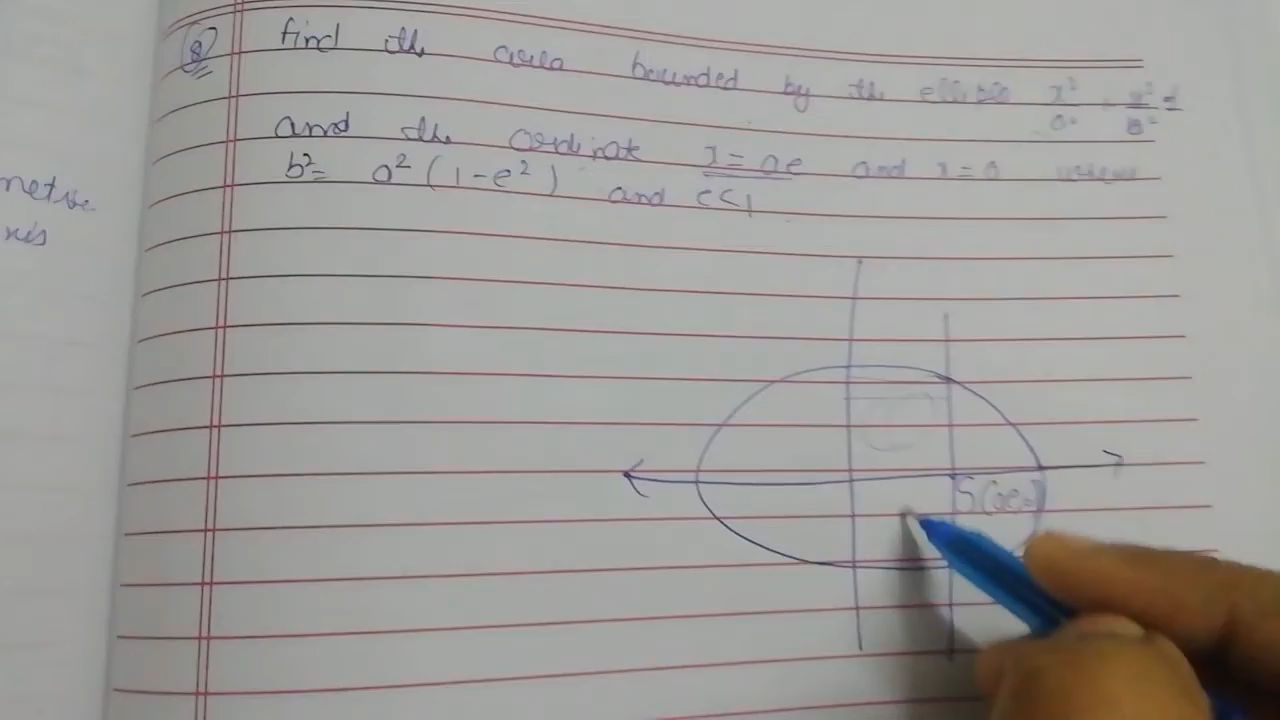 8 find the area bounded by the ellipse x²/a² + y²/b² = 1
and the ordinate x = ae and x = 0 where
b² = a² (1 - e²) and e < 1
xis
S(ae,0)